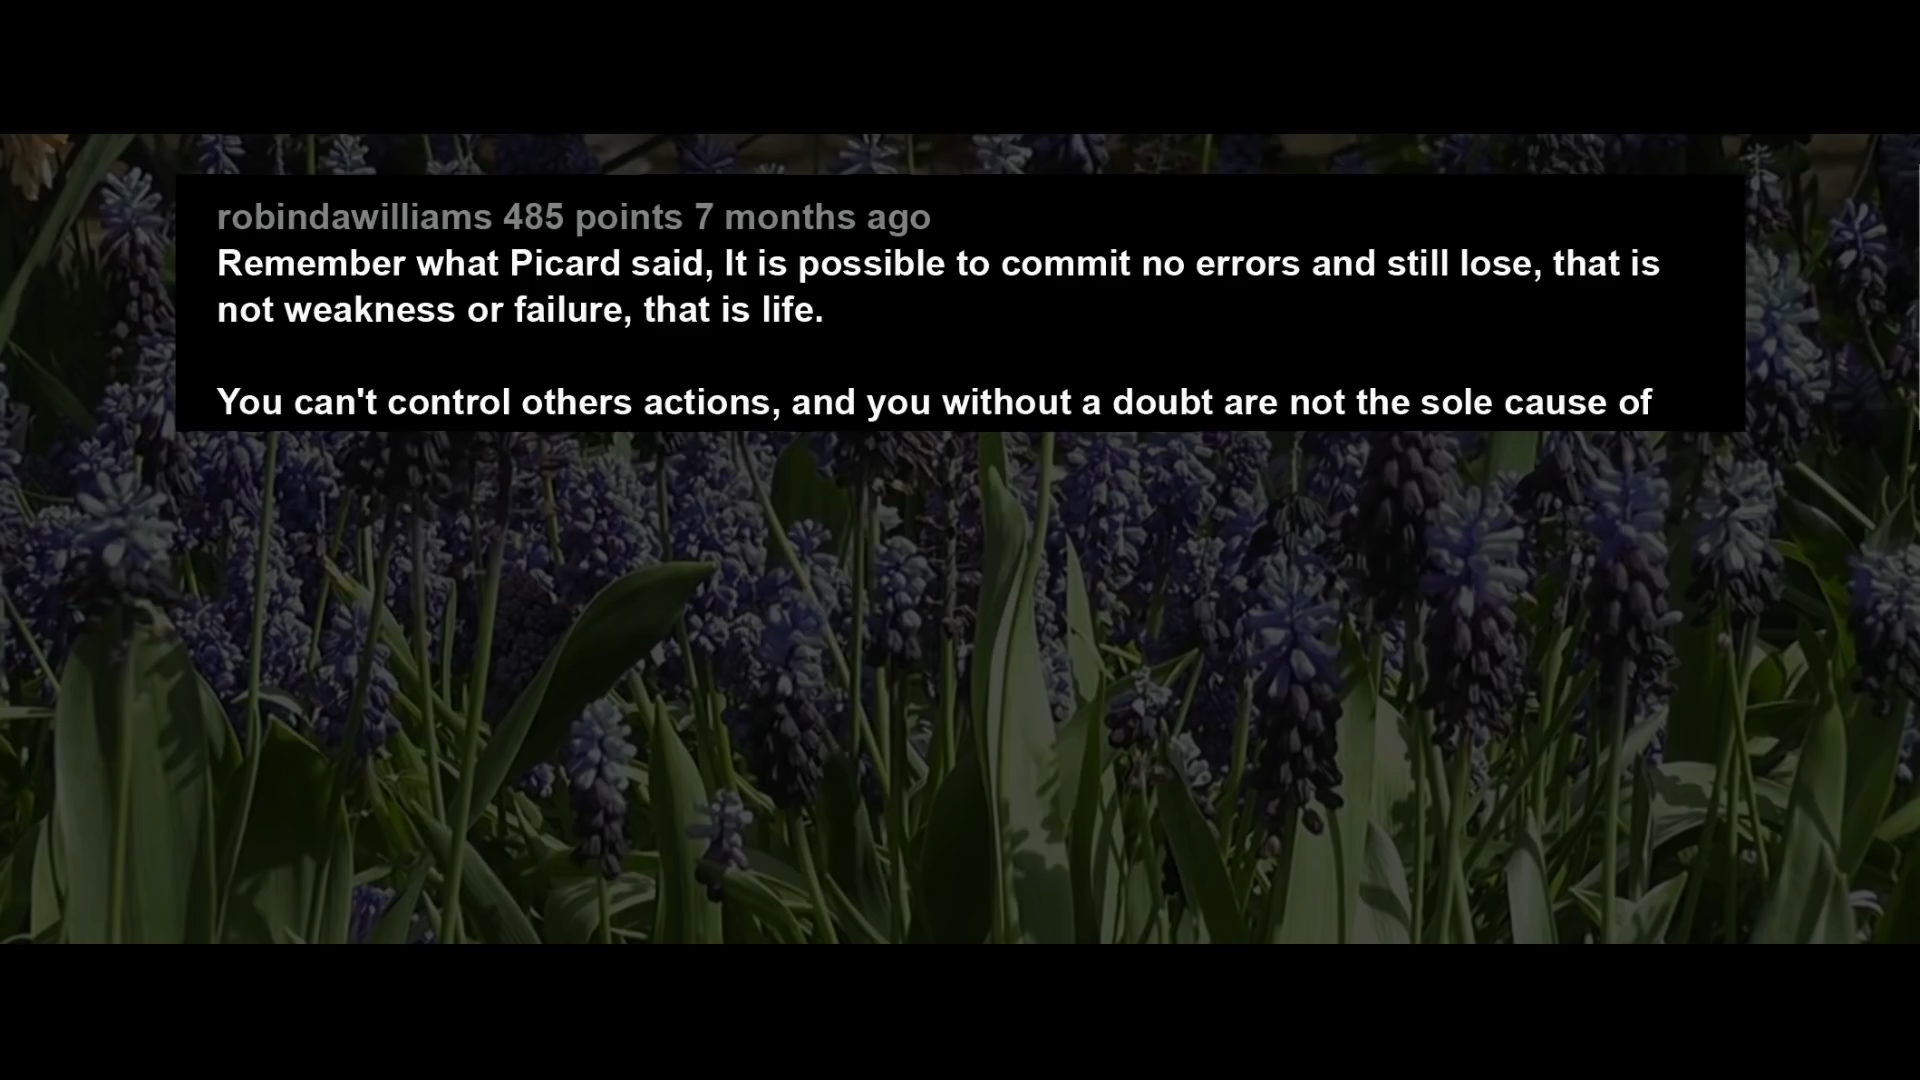 robindawilliams 485 points 7 months ago
Remember what Picard said, It is possible to commit no errors and still lose, that is
not weakness or failure, that is life.
You can't control others actions, and you without a doubt are not the sole cause of